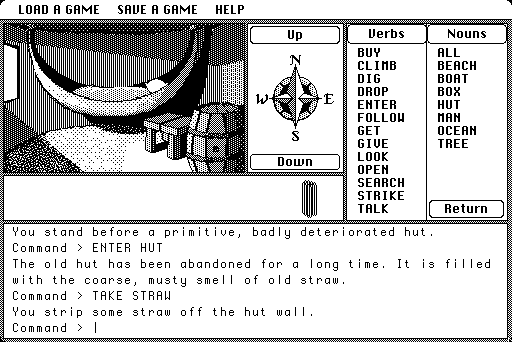 LOAD A GAME SAVE A GAME HELP
Up
N
W E
S
Down
Verbs
BUY
CLIMB
DIG
DROP
ENTER
FOLLOW
GET
GIVE
LOOK
OPEN
SEARCH
STRIKE
TALK
Nouns
ALL
BEACH
BOAT
BOX
HUT
MAN
OCEAN
TREE
Return
You stand before a primitive, badly deteriorated hut.
Command > ENTER HUT
The old hut has been abandoned for a long time. It is filled
with the coarse, musty smell of old straw.
Command > TAKE STRAW
You strip some straw off the hut wall.
Command >